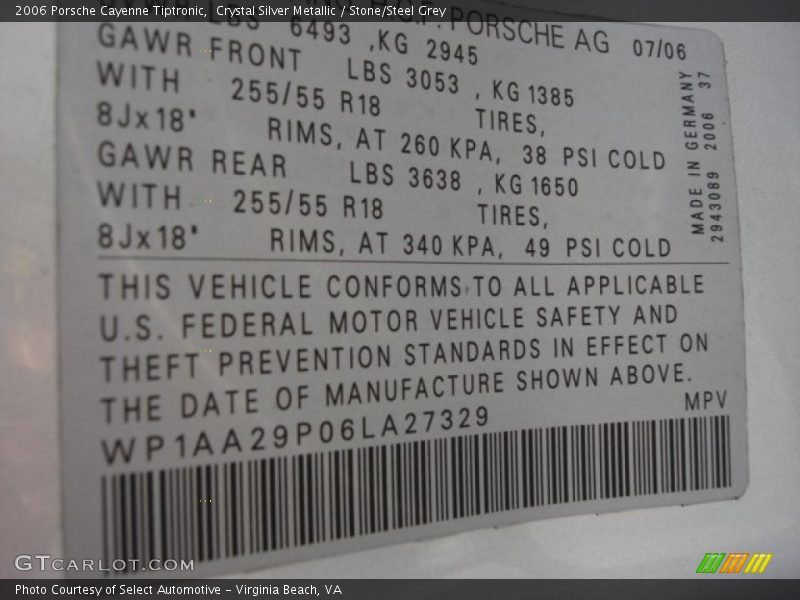 2006 Porsche Cayenne Tiptronic, | Crystal Silver Metallic / Stone/Steel Grey
PORSCHE AG 07/06
LBS 6493 ,KG 2945
GAWR FRONT LBS 3053 , KG 1385
WITH 255/55 R18 TIRES,
8Jx18" RIMS, AT 260 KPA, 38 PSI COLD
GAWR REAR LBS 3638 , KG 1650
WITH 255/55 R18 TIRES,
8Jx18" RIMS, AT 340 KPA, 49 PSI COLD
MADE IN GERMANY
2943089 2006 37
THIS VEHICLE CONFORMS TO ALL APPLICABLE
U.S. FEDERAL MOTOR VEHICLE SAFETY AND
THEFT PREVENTION STANDARDS IN EFFECT ON
THE DATE OF MANUFACTURE SHOWN ABOVE.
WP1AA29P06LA27329 MPV
GTCARLOT.COM
Photo Courtesy of Select Automotive - Virginia Beach, VA